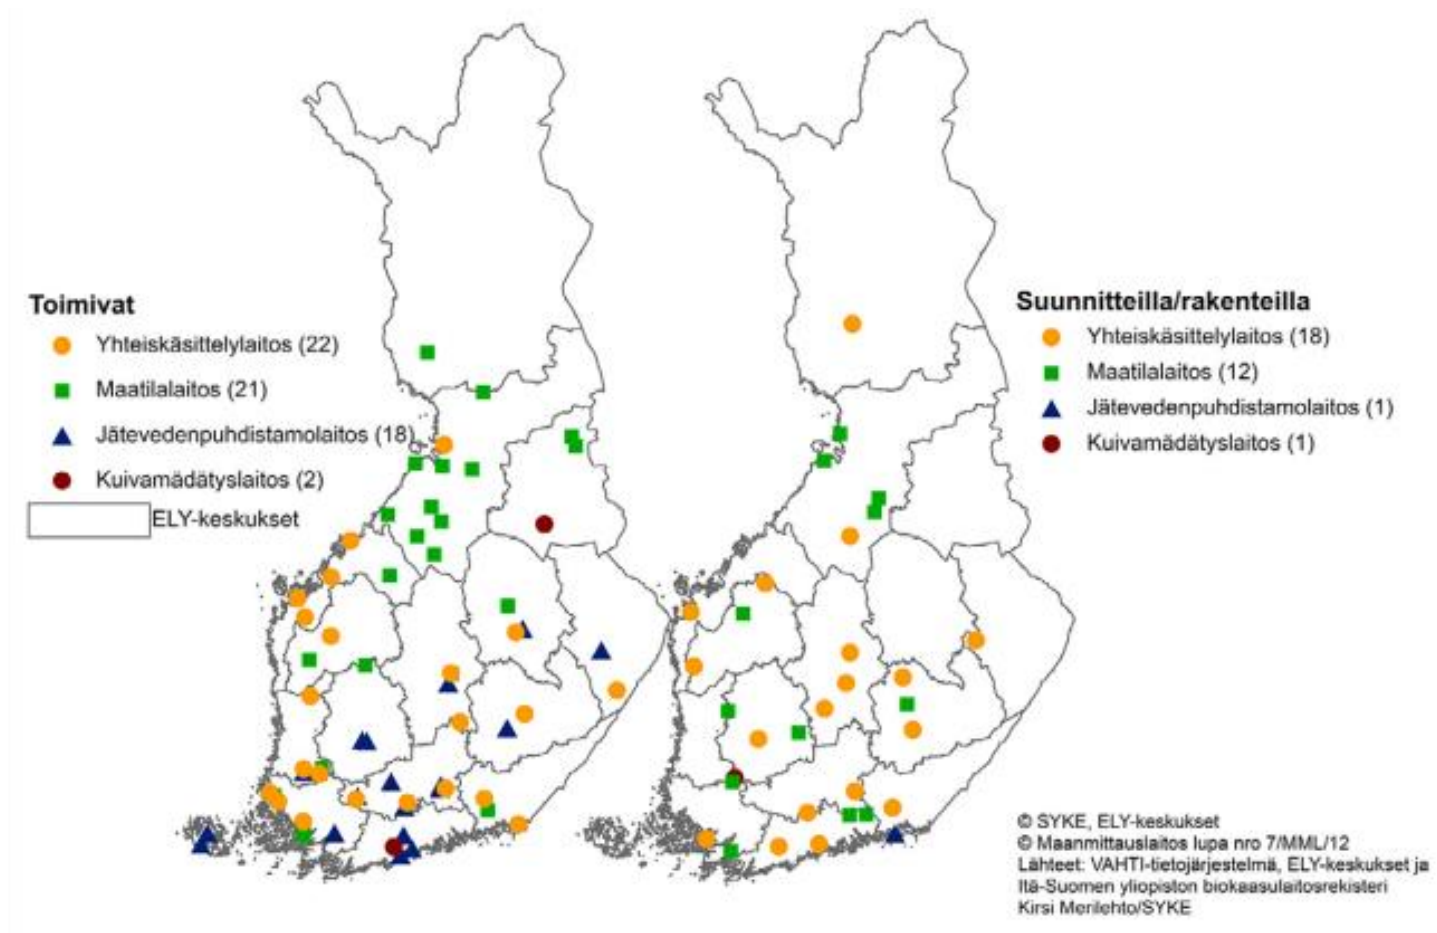 Toimivat
Yhteiskäsittelylaitos (22)
Maatilalaitos (21)
Jätevedenpuhdistamolaitos (18)
Kuivamädätyslaitos (2)
ELY-keskukset
Suunnitteilla/rakenteilla
Yhteiskäsittelylaitos (18)
Maatilalaitos (12)
Jätevedenpuhdistamolaitos (1)
Kuivamädätyslaitos (1)
© SYKE, ELY-keskukset
© Maanmittauslaitos lupa nro 7/MML/12
Lähteet: VAHTI-tietojärjestelmä, ELY-keskukset ja
Itä-Suomen yliopiston biokaasulaitosrekisteri
Kirsi Merilehto/SYKE